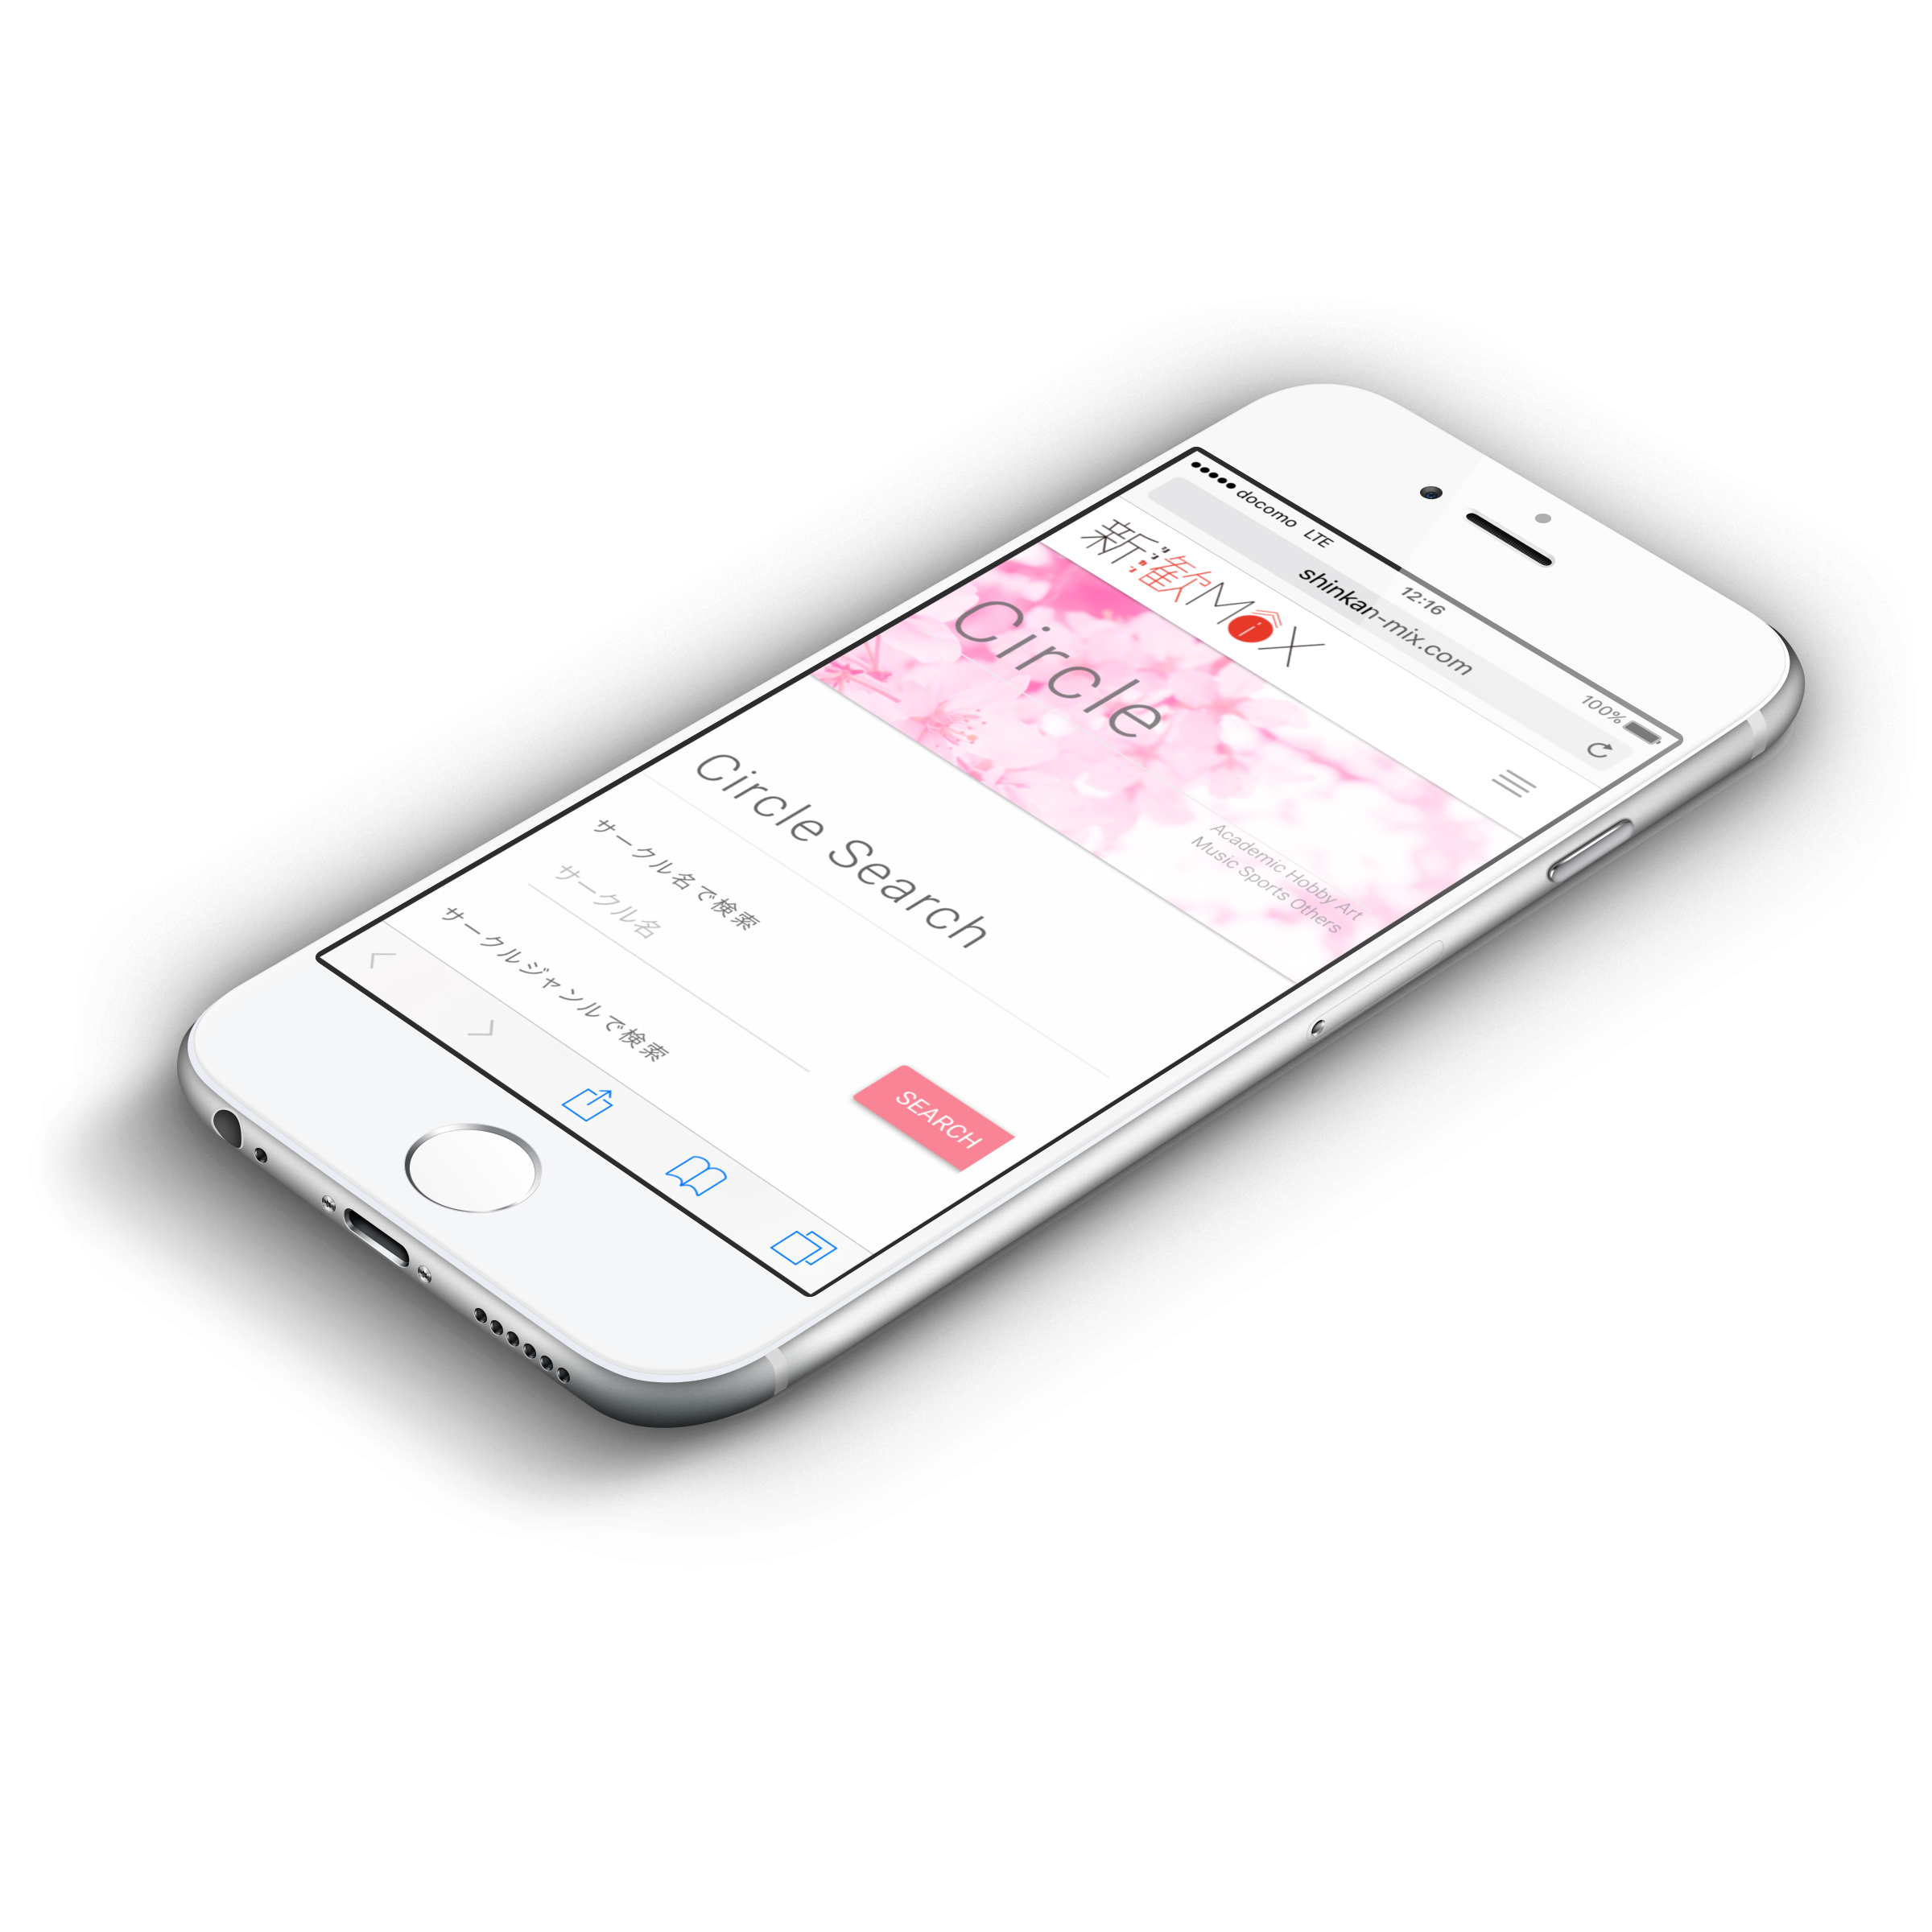 docomo LTE 12:16 100%
shinkan-mix.com
新歓MiX
Circle
Academic Hobby Art
Music Sports Others
Circle Search
サークル名で検索
サークル名
サークルジャンルで検索
SEARCH